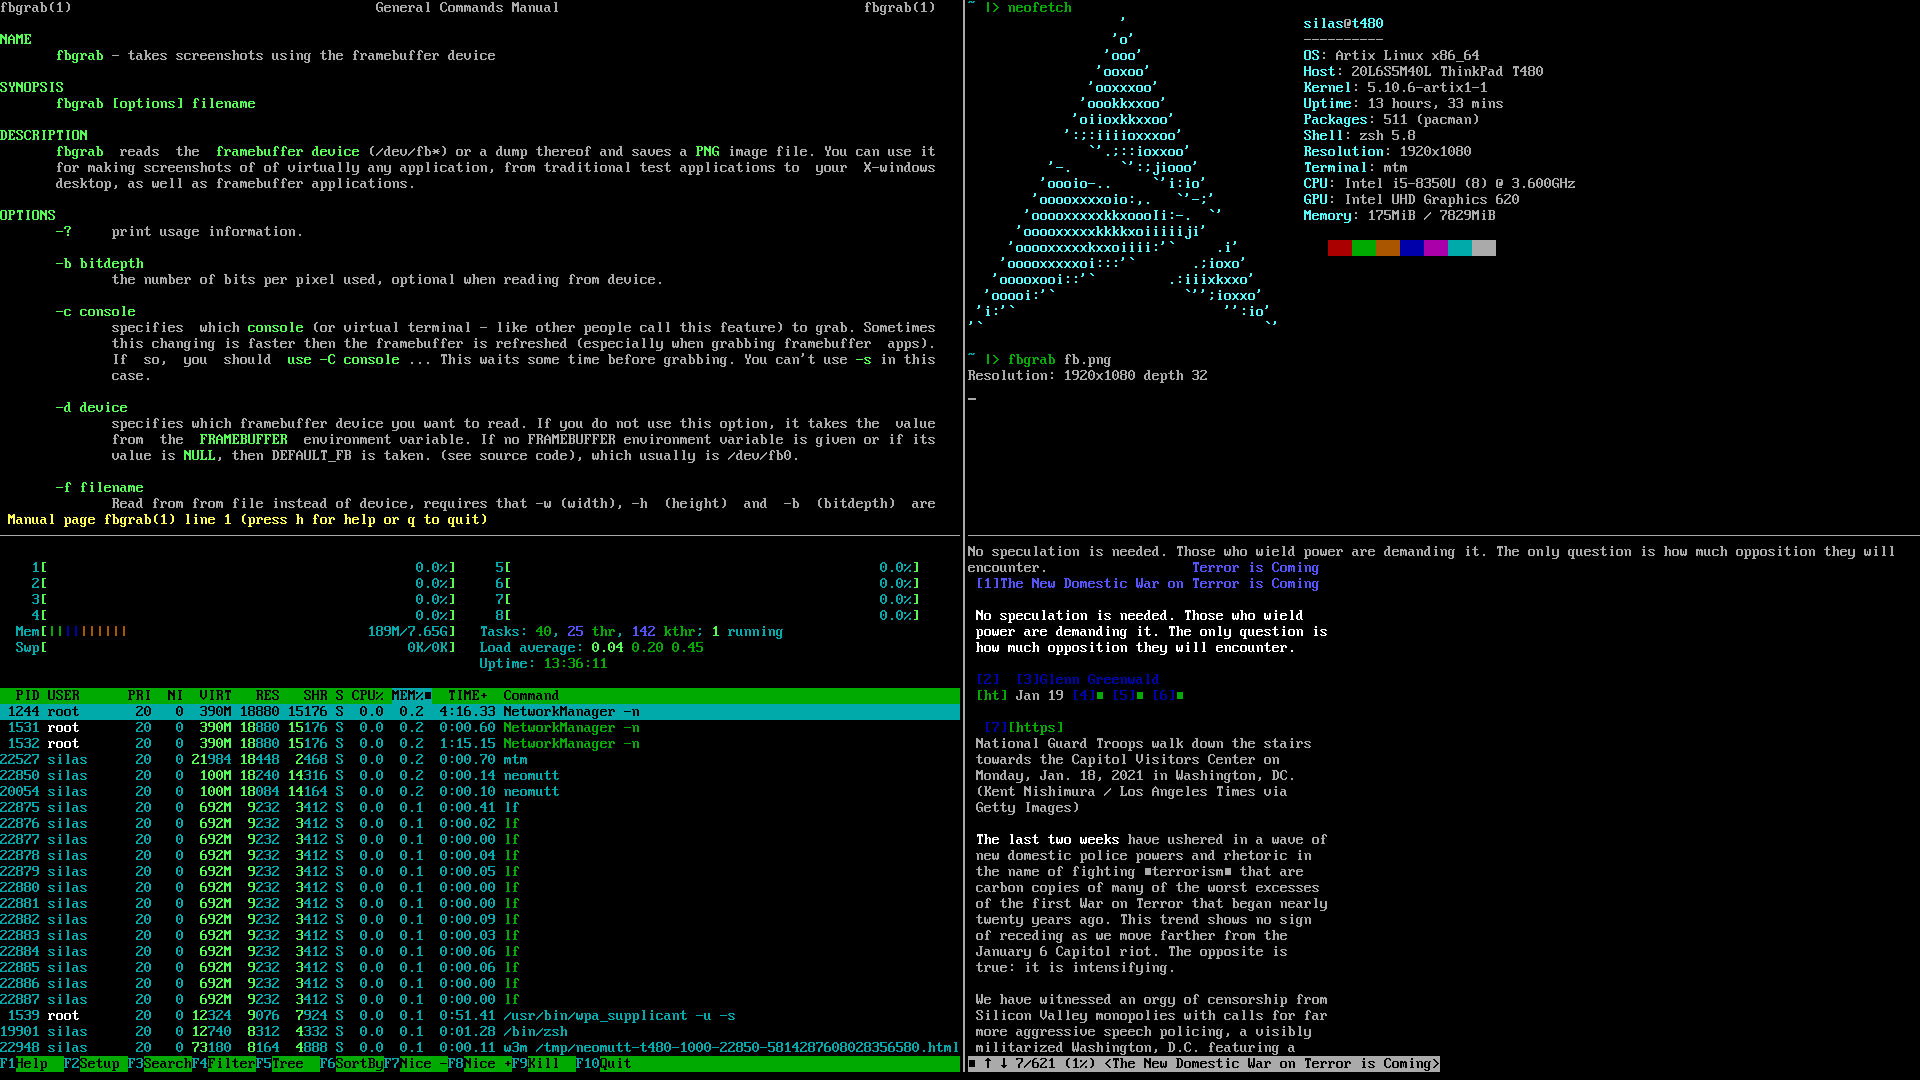 fbgrab(1)                                      General Commands Manual                                      fbgrab(1)
NAME
fbgrab - takes screenshots using the framebuffer device
SYNOPSIS
fbgrab [options] filename
DESCRIPTION
fbgrab  reads  the  framebuffer device (/dev/fb*) or a dump thereof and saves a PNG image file. You can use it
for making screenshots of of virtually any application, from traditional test applications to  your  X-windows
desktop, as well as framebuffer applications.
OPTIONS
-?     print usage information.
-b bitdepth
the number of bits per pixel used, optional when reading from device.
-c console
specifies  which console (or virtual terminal - like other people call this feature) to grab. Sometimes
this changing is faster then the framebuffer is refreshed (especially when grabbing framebuffer  apps).
If  so,  you  should  use -C console ... This waits some time before grabbing. You can't use -s in this
case.
-d device
specifies which framebuffer device you want to read. If you do not use this option, it takes the  value
from  the  FRAMEBUFFER  environment variable. If no FRAMEBUFFER environment variable is given or if its
value is NULL, then DEFAULT_FB is taken. (see source code), which usually is /dev/fb0.
-f filename
Read from from file instead of device, requires that -w (width), -h  (height)  and  -b  (bitdepth)  are
Manual page fbgrab(1) line 1 (press h for help or q to quit)
~ |> neofetch
'
'o'
'ooo'
'ooxoo'
'ooxxxoo'
'oookkxxoo'
'oiioxkkxxoo'
':;:iiiioxxxoo'
`'.;::ioxxoo'
'-.      `':;jiooo'
'oooio-..     `'i:io'
'ooooxxxxoio:,.   `'-;'
'ooooxxxxxkkxoooIi:-.  `'
'ooooxxxxxkkkkxoiiiiiji'
'ooooxxxxxkxxoiiii:'`     .i'
'ooooxxxxxoi:::'`       .;ioxo'
'ooooxooi::'`         .:iiixkxxo'
'ooooi:'`                `'';ioxxo'
'i:'`                          '':io'
'`                                   `'
silas@t480
----------
OS: Artix Linux x86_64
Host: 20L6S5M40L ThinkPad T480
Kernel: 5.10.6-artix1-1
Uptime: 13 hours, 33 mins
Packages: 511 (pacman)
Shell: zsh 5.8
Resolution: 1920x1080
Terminal: mtm
CPU: Intel i5-8350U (8) @ 3.600GHz
GPU: Intel UHD Graphics 620
Memory: 175MiB / 7829MiB
~ |> fbgrab fb.png
Resolution: 1920x1080 depth 32
_
1[                                              0.0%]     5[                                              0.0%]
2[                                              0.0%]     6[                                              0.0%]
3[                                              0.0%]     7[                                              0.0%]
4[                                              0.0%]     8[                                              0.0%]
Mem[||||||||||                              189M/7.65G]   Tasks: 40, 25 thr, 142 kthr; 1 running
Swp[                                             0K/0K]   Load average: 0.04 0.20 0.45
Uptime: 13:36:11
PID USER      PRI  NI  VIRT   RES   SHR S CPU% MEM%   TIME+  Command
1244 root       20   0  390M 18880 15176 S  0.0  0.2  4:16.33 NetworkManager -n
1531 root       20   0  390M 18880 15176 S  0.0  0.2  0:00.60 NetworkManager -n
1532 root       20   0  390M 18880 15176 S  0.0  0.2  1:15.15 NetworkManager -n
22527 silas      20   0 21984 18448  2468 S  0.0  0.2  0:00.70 mtm
22850 silas      20   0  100M 18240 14316 S  0.0  0.2  0:00.14 neomutt
20054 silas      20   0  100M 18084 14164 S  0.0  0.2  0:00.10 neomutt
22875 silas      20   0  692M  9232  3412 S  0.0  0.1  0:00.41 lf
22876 silas      20   0  692M  9232  3412 S  0.0  0.1  0:00.02 lf
22877 silas      20   0  692M  9232  3412 S  0.0  0.1  0:00.00 lf
22878 silas      20   0  692M  9232  3412 S  0.0  0.1  0:00.04 lf
22879 silas      20   0  692M  9232  3412 S  0.0  0.1  0:00.05 lf
22880 silas      20   0  692M  9232  3412 S  0.0  0.1  0:00.00 lf
22881 silas      20   0  692M  9232  3412 S  0.0  0.1  0:00.00 lf
22882 silas      20   0  692M  9232  3412 S  0.0  0.1  0:00.09 lf
22883 silas      20   0  692M  9232  3412 S  0.0  0.1  0:00.03 lf
22884 silas      20   0  692M  9232  3412 S  0.0  0.1  0:00.06 lf
22885 silas      20   0  692M  9232  3412 S  0.0  0.1  0:00.06 lf
22886 silas      20   0  692M  9232  3412 S  0.0  0.1  0:00.00 lf
22887 silas      20   0  692M  9232  3412 S  0.0  0.1  0:00.00 lf
1539 root       20   0 12324  9076  7924 S  0.0  0.1  0:51.41 /usr/bin/wpa_supplicant -u -s
19901 silas      20   0 12740  8312  4332 S  0.0  0.1  0:01.28 /bin/zsh
22948 silas      20   0 73180  8164  4888 S  0.0  0.1  0:00.11 w3m /tmp/neomutt-t480-1000-22850-5814287608028356580.html
F1Help  F2Setup F3SearchF4FilterF5Tree  F6SortByF7Nice -F8Nice +F9Kill  F10Quit
No speculation is needed. Those who wield power are demanding it. The only question is how much opposition they will
encounter.                  Terror is Coming
[1]The New Domestic War on Terror is Coming
No speculation is needed. Those who wield
power are demanding it. The only question is
how much opposition they will encounter.
[2]  [3]Glenn Greenwald
[ht] Jan 19 [4]■ [5]■ [6]■
[7][https]
National Guard Troops walk down the stairs
towards the Capitol Visitors Center on
Monday, Jan. 18, 2021 in Washington, DC.
(Kent Nishimura / Los Angeles Times via
Getty Images)
The last two weeks have ushered in a wave of
new domestic police powers and rhetoric in
the name of fighting ■terrorism■ that are
carbon copies of many of the worst excesses
of the first War on Terror that began nearly
twenty years ago. This trend shows no sign
of receding as we move farther from the
January 6 Capitol riot. The opposite is
true: it is intensifying.
We have witnessed an orgy of censorship from
Silicon Valley monopolies with calls for far
more aggressive speech policing, a visibly
militarized Washington, D.C. featuring a
■ ↑ ↓ 7/621 (1%) <The New Domestic War on Terror is Coming>